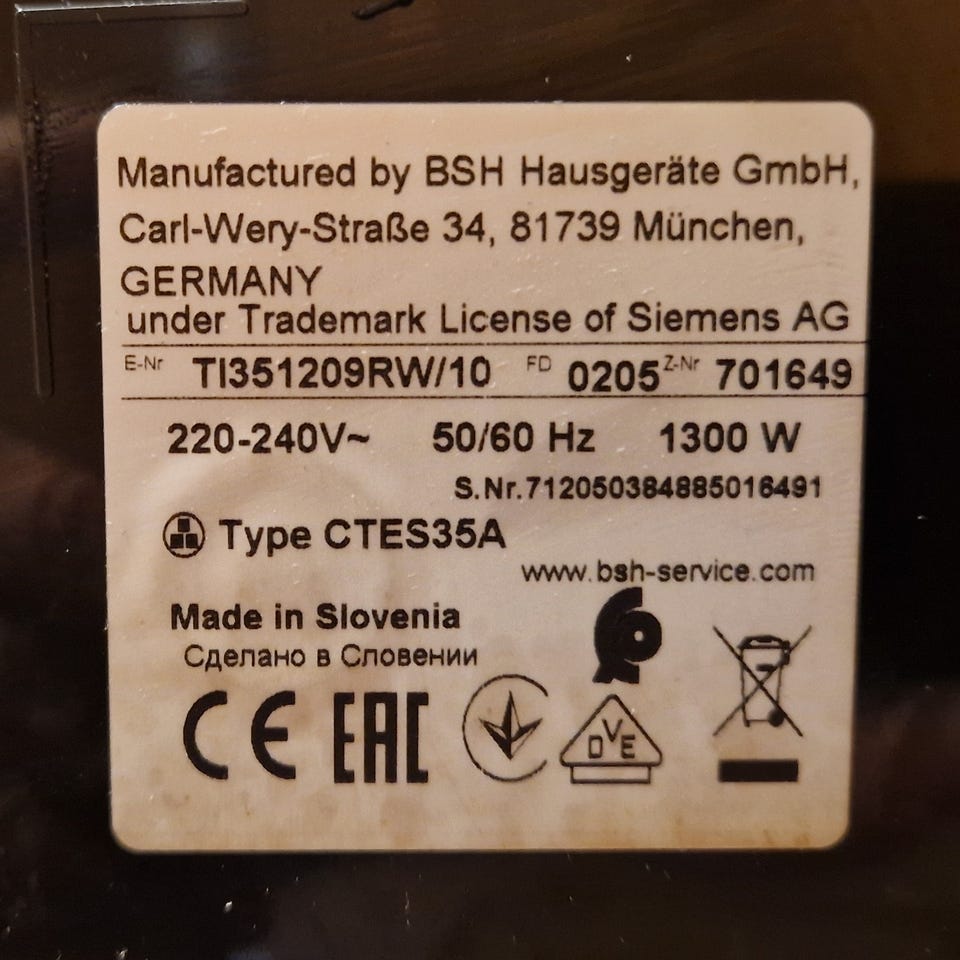 Manufactured by BSH Hausgeräte GmbH,
Carl-Wery-Straße 34, 81739 München,
GERMANY
under Trademark License of Siemens AG
E-Nr TI351209RW/10 FD 0205 Z-Nr 701649
220-240V~ 50/60 Hz 1300 W
S.Nr.712050384885016491
Type CTES35A
www.bsh-service.com
Made in Slovenia
Сделано в Словении
CE EAC DVE